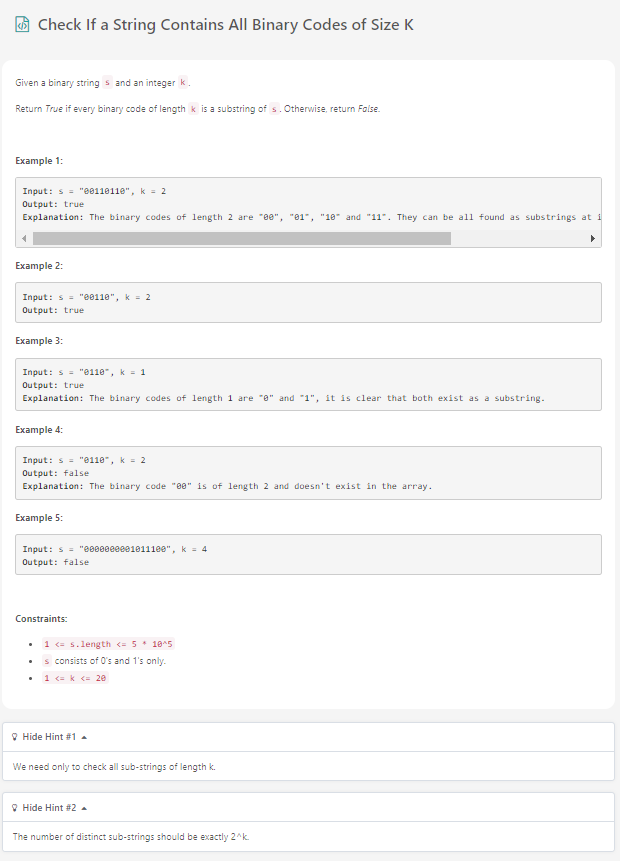 Check If a String Contains All Binary Codes of Size K
Given a binary string s and an integer k.
Return True if every binary code of length k is a substring of s. Otherwise, return False.
Example 1:
Input: s = "00110110", k = 2
Output: true
Explanation: The binary codes of length 2 are "00", "01", "10" and "11". They can be all found as substrings at i
Example 2:
Input: s = "00110", k = 2
Output: true
Example 3:
Input: s = "0110", k = 1
Output: true
Explanation: The binary codes of length 1 are "0" and "1", it is clear that both exist as a substring.
Example 4:
Input: s = "0110", k = 2
Output: false
Explanation: The binary code "00" is of length 2 and doesn't exist in the array.
Example 5:
Input: s = "0000000001011100", k = 4
Output: false
Constraints:
1 <= s.length <= 5 * 10^5
s consists of 0's and 1's only.
1 <= k <= 20
Hide Hint #1
We need only to check all sub-strings of length k.
Hide Hint #2
The number of distinct sub-strings should be exactly 2^k.